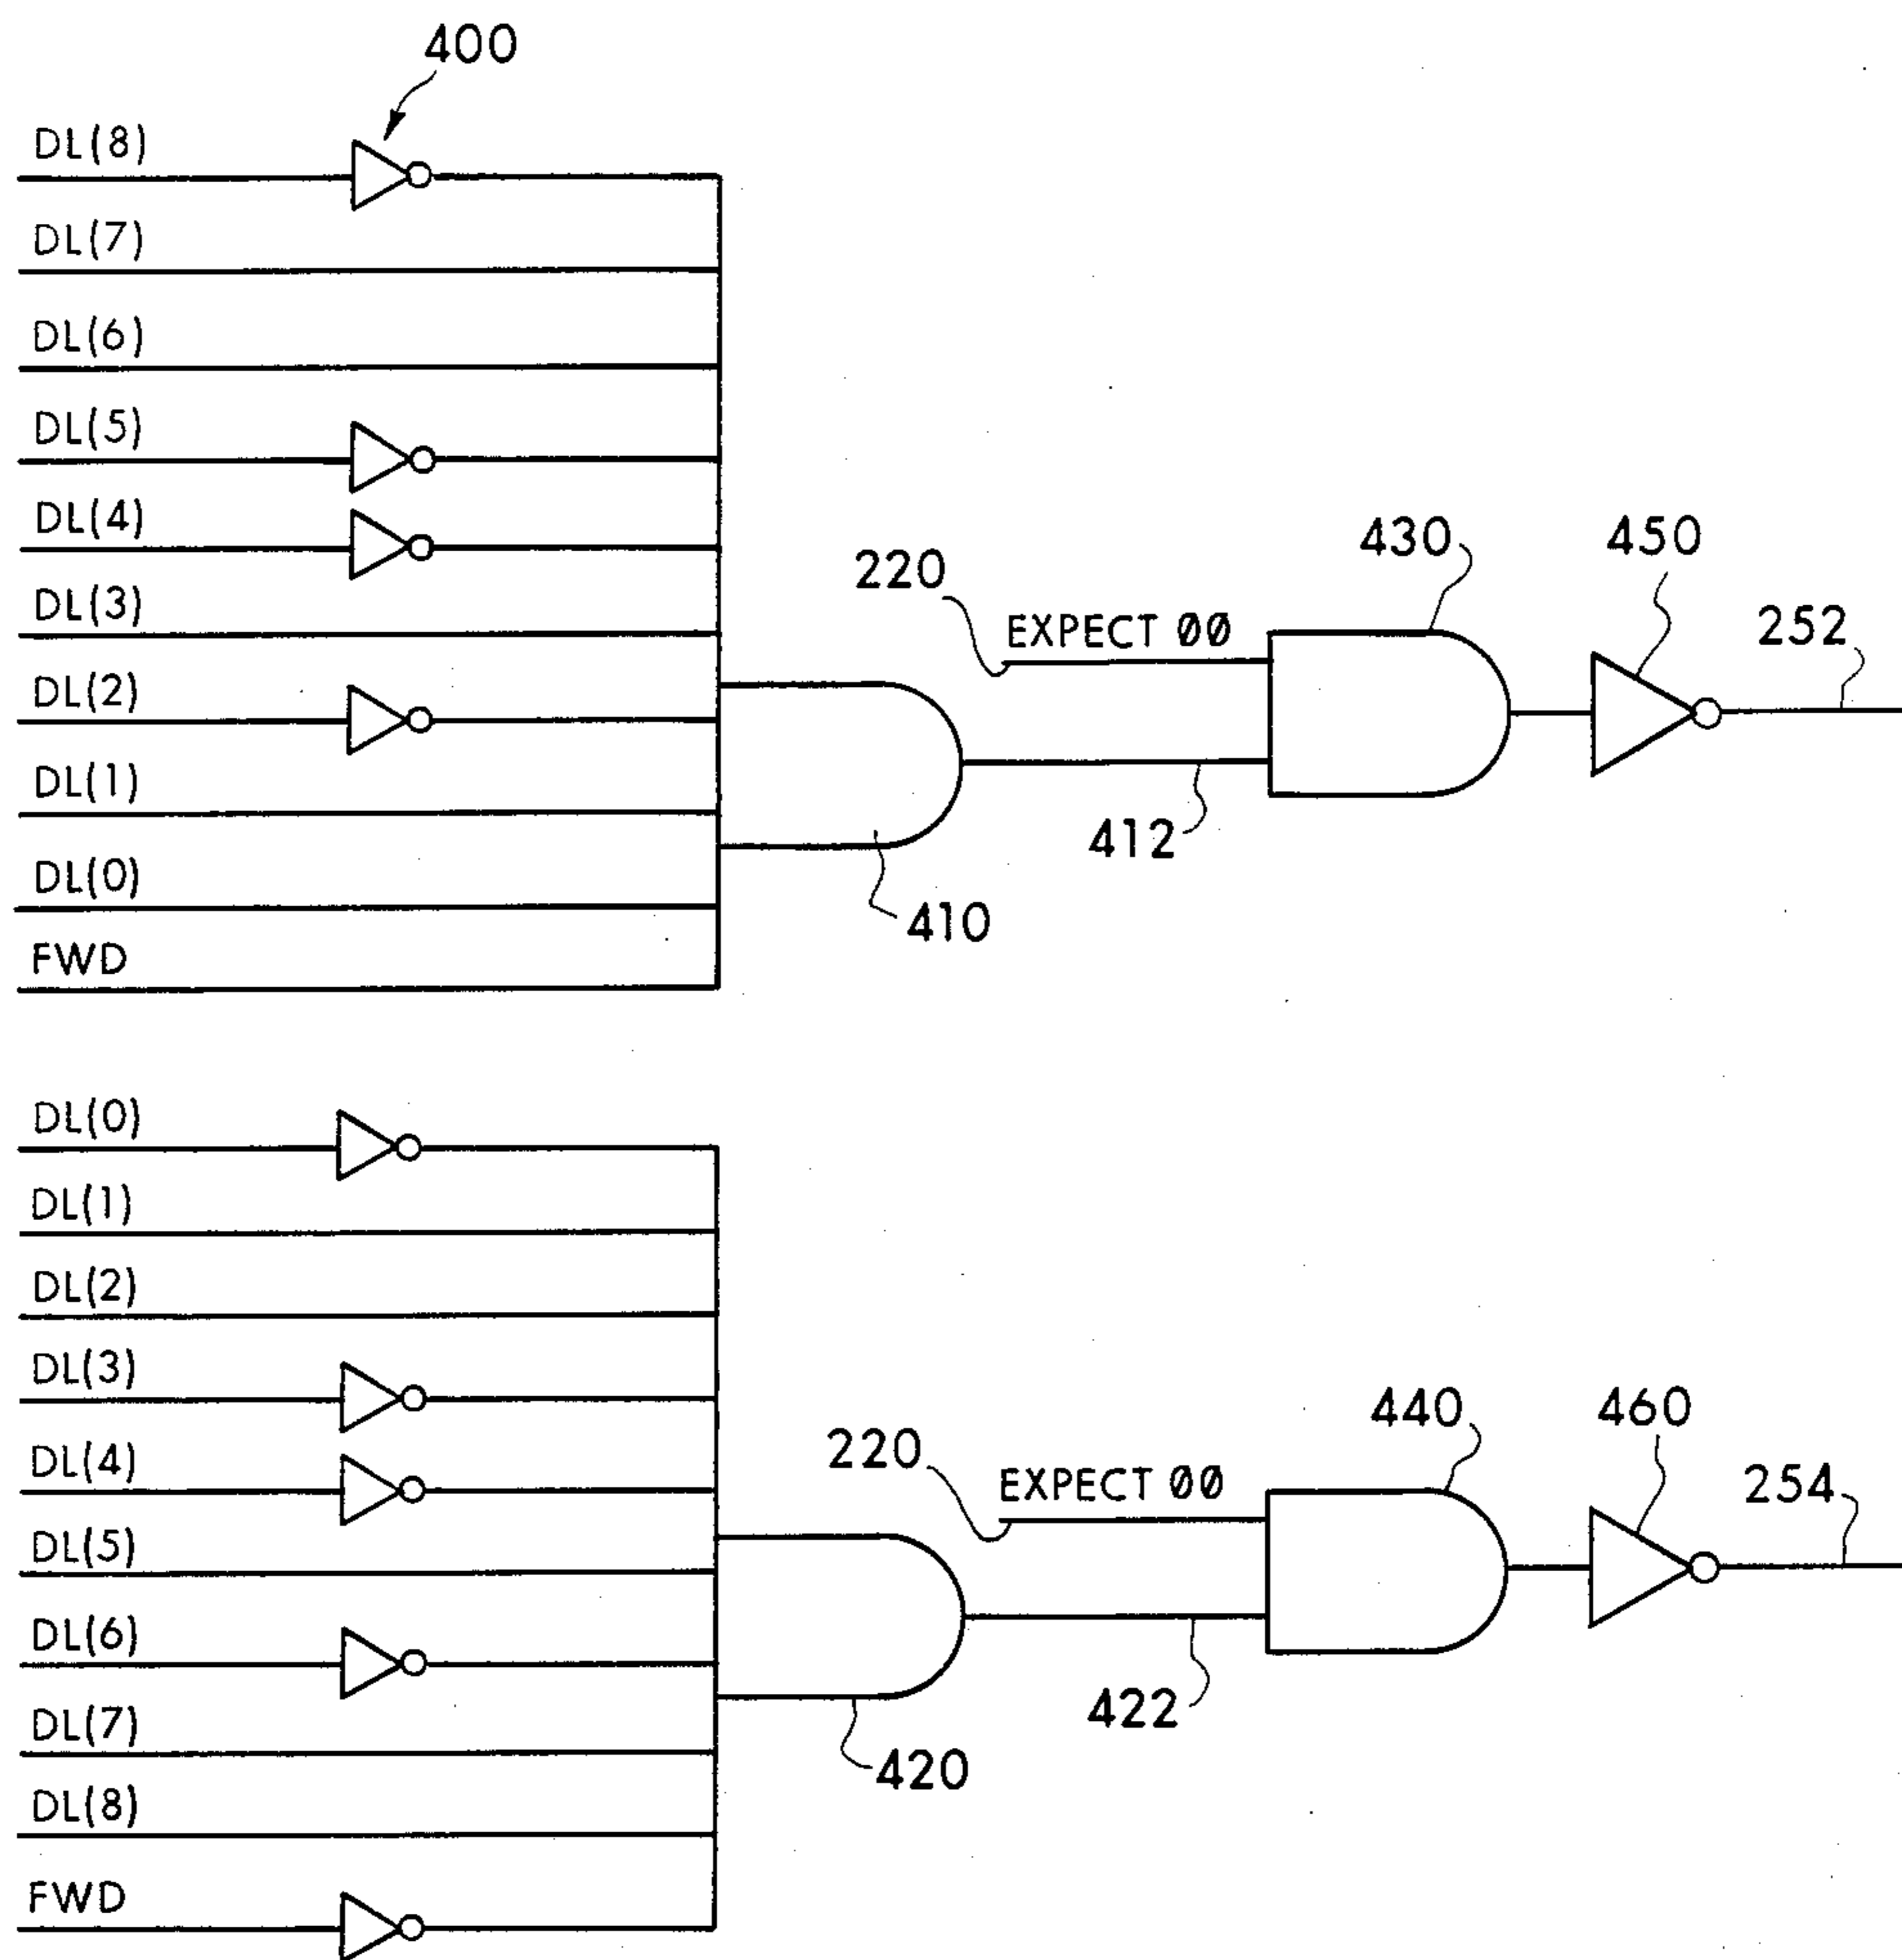 400
DL(8)
DL(7)
DL(6)
DL(5)
DL(4)
DL(3)
DL(2)
DL(1)
DL(0)
FWD
220
EXPECT 00
430
450
252
412
410
DL(0)
DL(1)
DL(2)
DL(3)
DL(4)
DL(5)
DL(6)
DL(7)
DL(8)
FWD
220
EXPECT 00
440
460
254
422
420